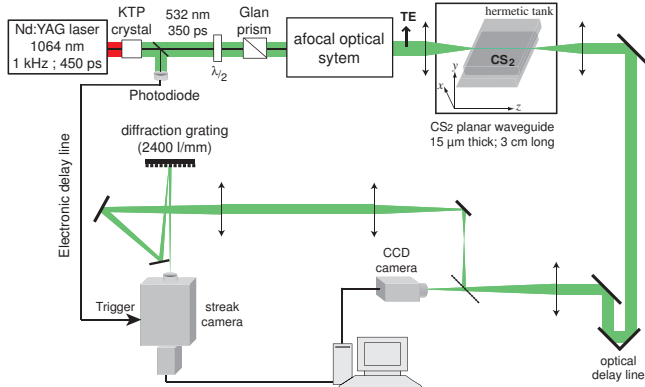 Nd:YAG laser
1064 nm
1 kHz ; 450 ps
KTP
crystal
532 nm
350 ps
Glan
prism
λ/2
Photodiode
afocal optical
sytem
TE
hermetic tank
CS2
y
x
z
CS2 planar waveguide
15 µm thick; 3 cm long
Electronic delay line
diffraction grating
(2400 l/mm)
CCD
camera
Trigger
streak
camera
optical
delay line